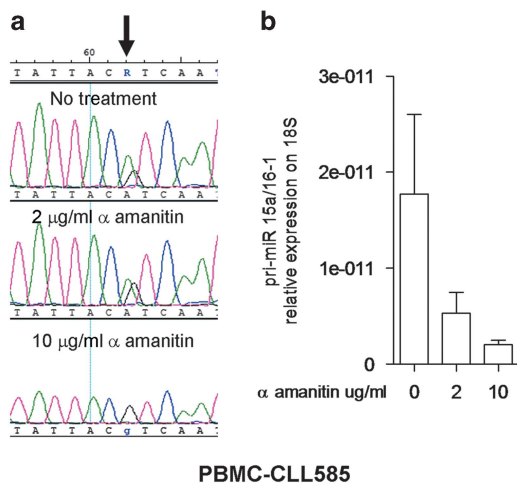 a
60
T A T T A C R T C A A T
No treatment
T A T T A C A T C A A T
2 μg/ml α amanitin
T A T T A C A T C A A T
10 μg/ml α amanitin
T A T T A C g T C A A T
b
pri-miR 15a/16-1
relative expression on 18S
3e-011
2e-011
1e-011
0
α amanitin ug/ml 0 2 10
PBMC-CLL585